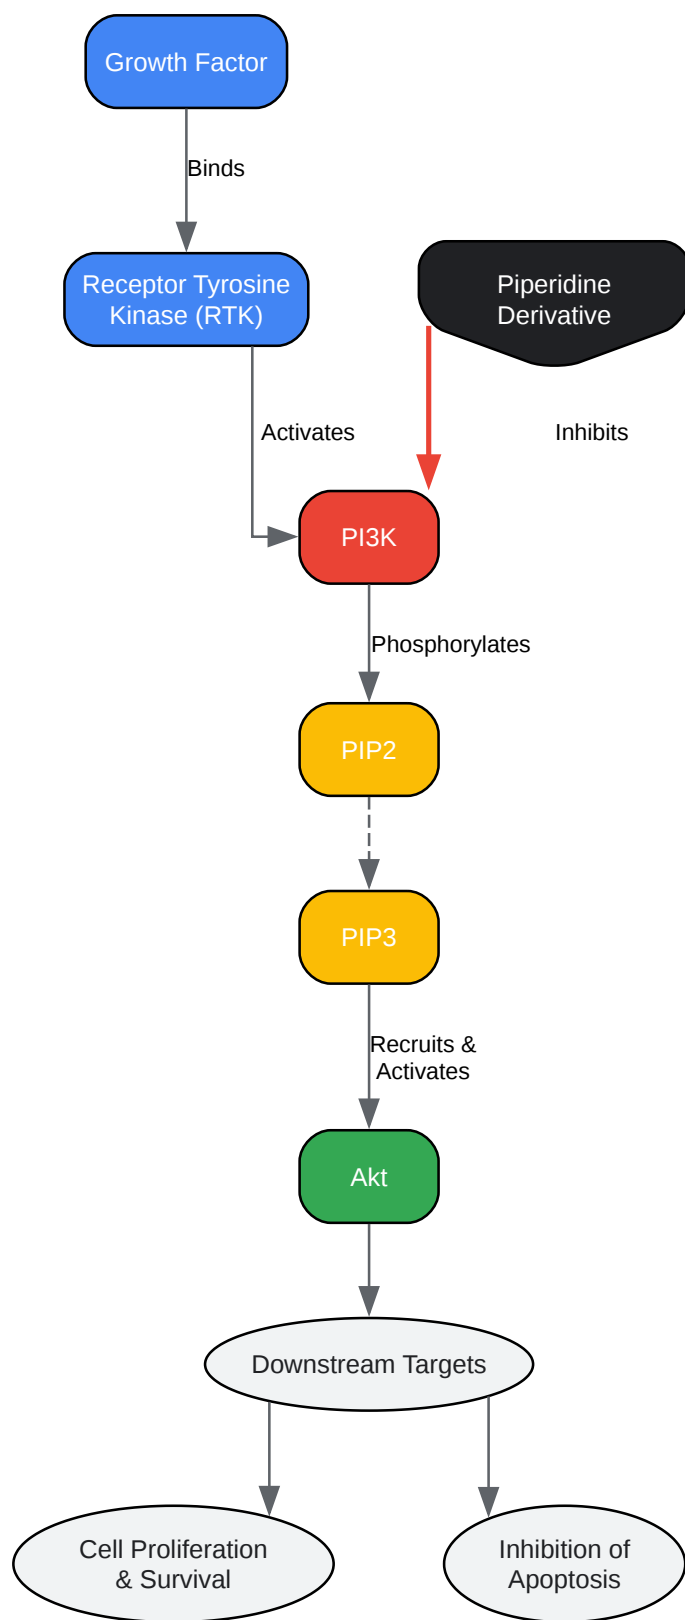 Growth Factor
Binds
Receptor Tyrosine
Kinase (RTK)
Piperidine
Derivative
Activates
Inhibits
PI3K
Phosphorylates
PIP2
PIP3
Recruits &
Activates
Akt
Downstream Targets
Cell Proliferation
& Survival
Inhibition of
Apoptosis